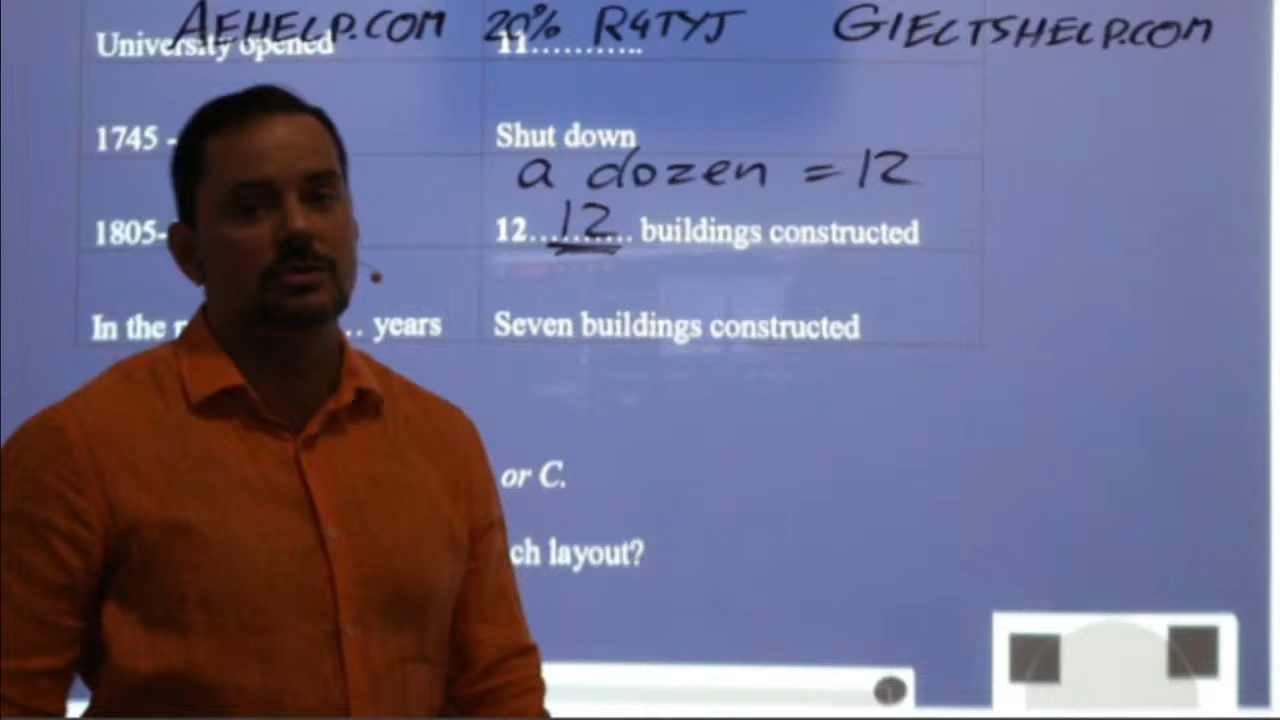 AEHELP.COM 20% R4TYJ GIELTSHELP.COM
University opened 11...........
1745 - Shut down
a dozen = 12
1805- 12....12.... buildings constructed
In the .. years Seven buildings constructed
or C.
ch layout?